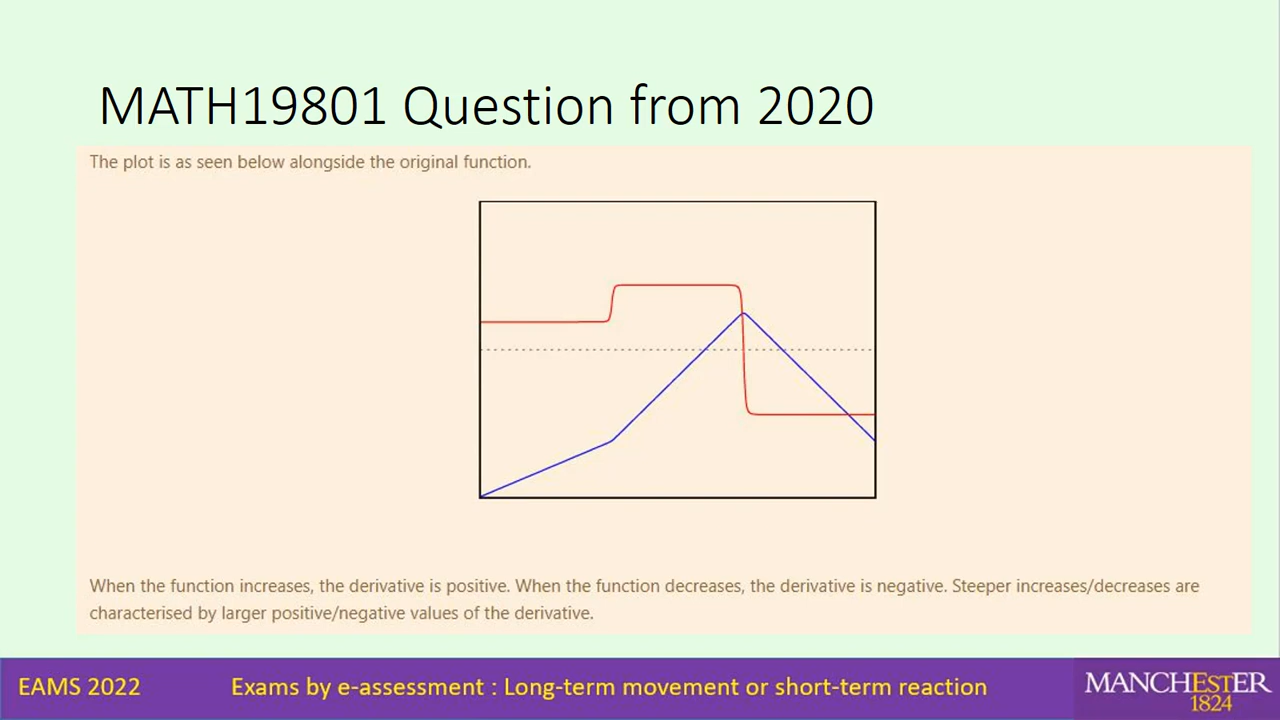 MATH19801 Question from 2020
The plot is as seen below alongside the original function.
When the function increases, the derivative is positive. When the function decreases, the derivative is negative. Steeper increases/decreases are
characterised by larger positive/negative values of the derivative.
EAMS 2022
Exams by e-assessment : Long-term movement or short-term reaction
MANCHESTER
1824